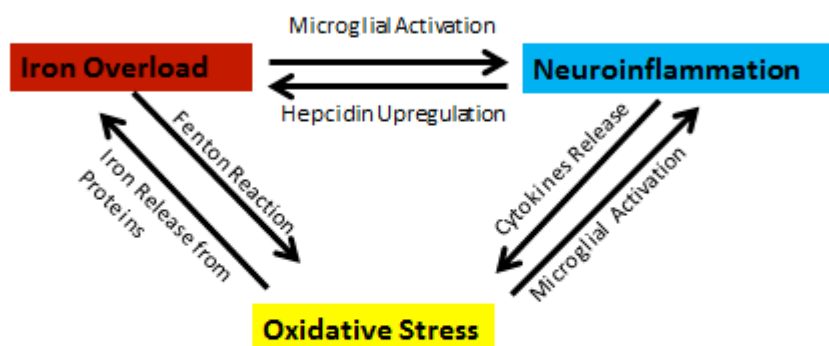 Microglial Activation
Iron Overload
Neuroinflammation
Hepcidin Upregulation
Fenton Reaction
Iron Release from
Proteins
Cytokines Release
Microglial Activation
Oxidative Stress